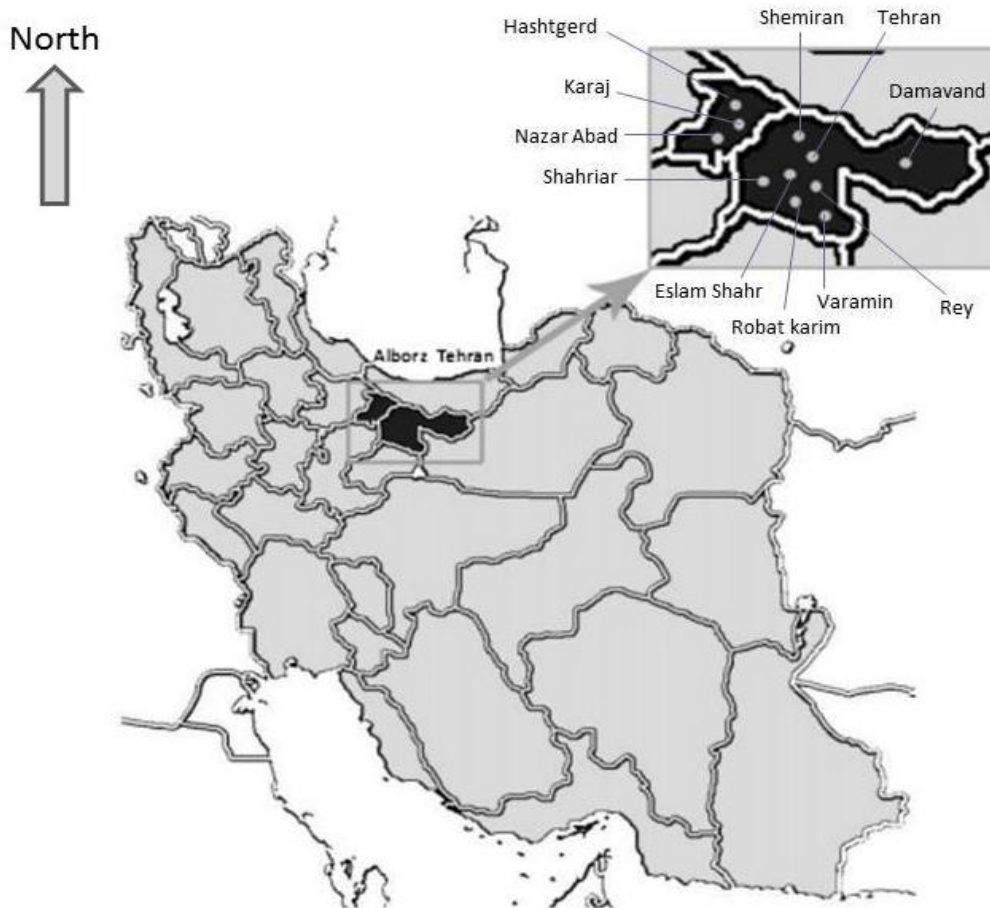 North
Shemiran
Tehran
Hashtgerd
Karaj
Damavand
Nazar Abad
Shahriar
Eslam Shahr
Varamin
Rey
Robat karim
Alborz Tehran